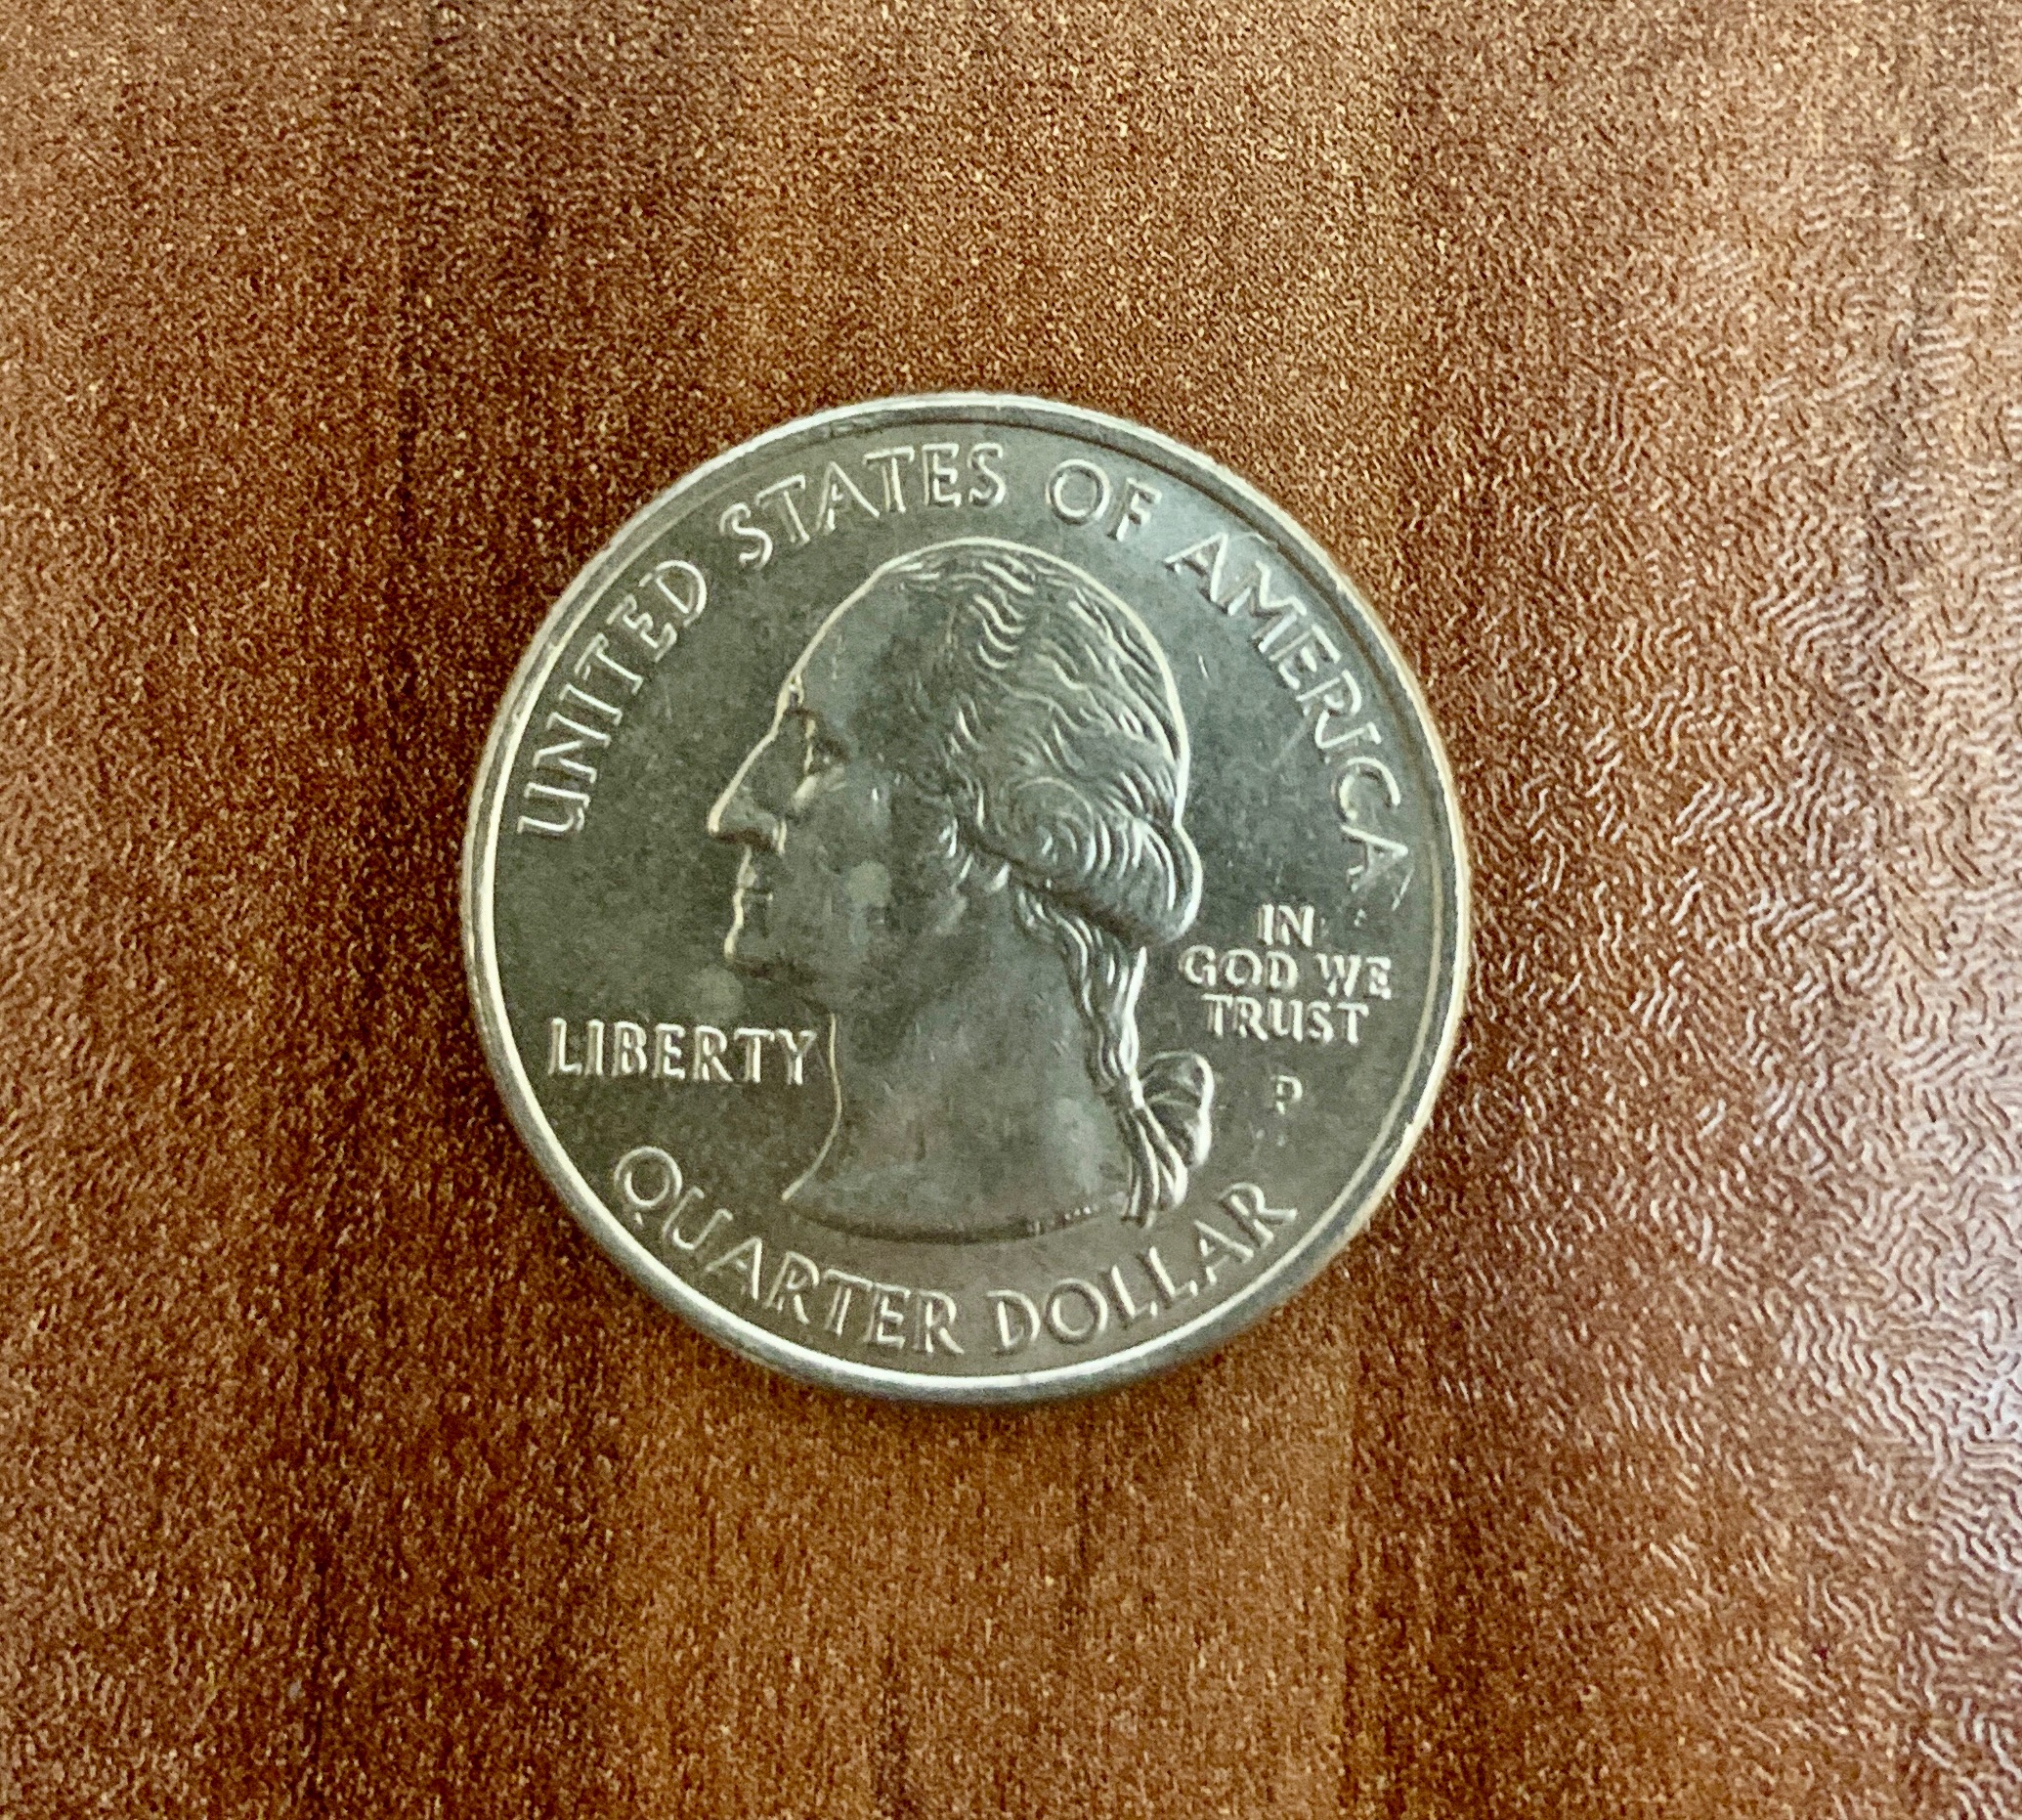 UNITED STATES OF AMERICA
LIBERTY
IN
GOD WE
TRUST
P
QUARTER DOLLAR